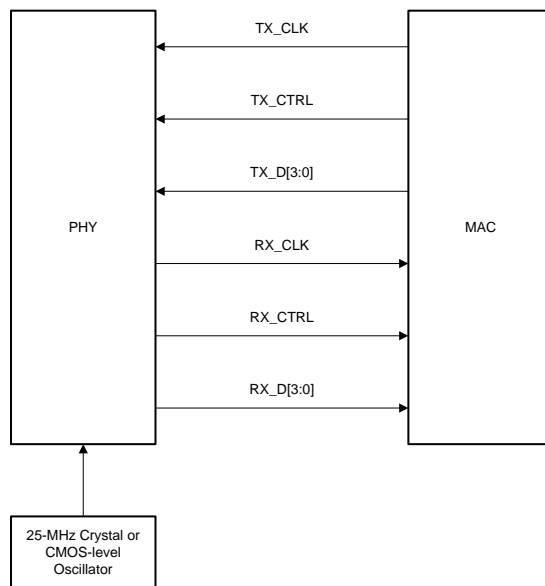 TX_CLK
TX_CTRL
TX_D[3:0]
PHY
MAC
RX_CLK
RX_CTRL
RX_D[3:0]
25-MHz Crystal or
CMOS-level
Oscillator